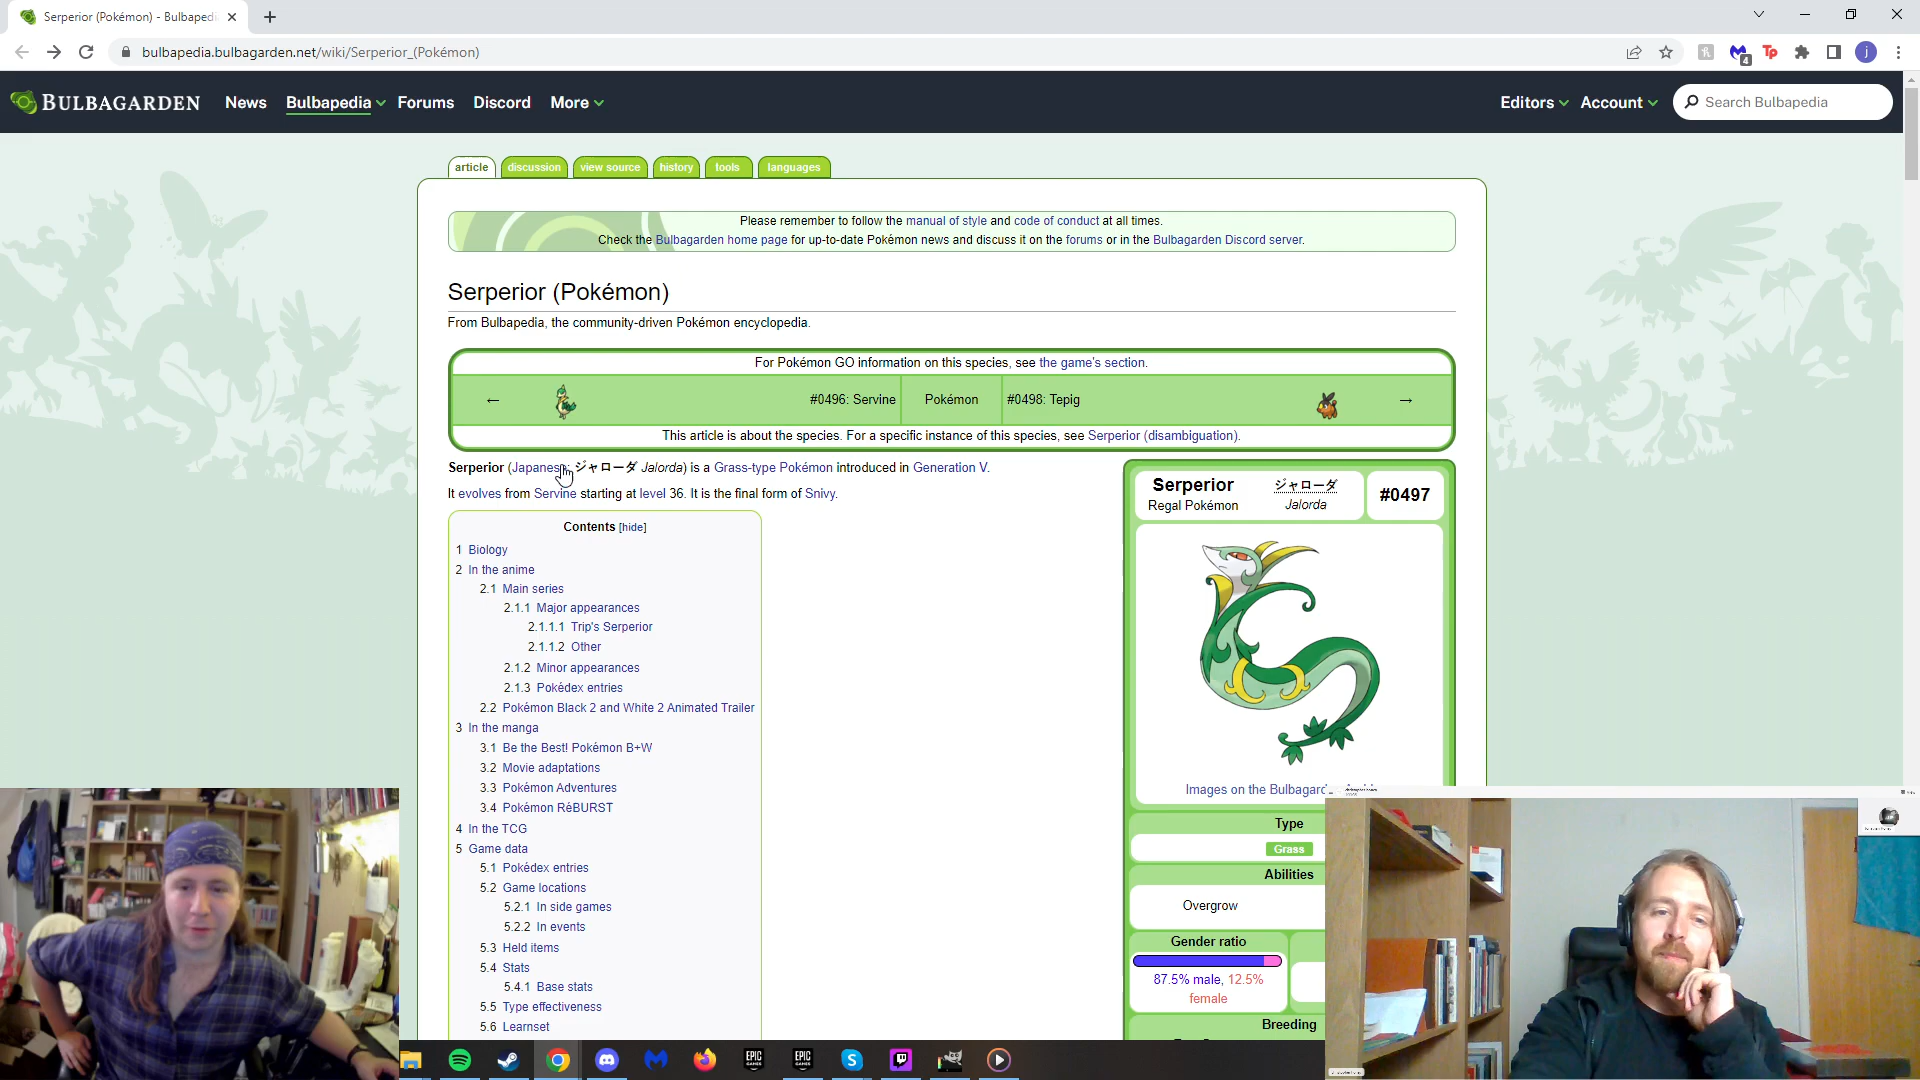 Serperior (Pokémon) - Bulbaped
bulbapedia.bulbagarden.net/wiki/Serperior_(Pokémon)
4
Tp
j
BULBAGARDEN
News
Bulbapedia
Forums
Discord
More
Editors
Account
Search Bulbapedia
article
discussion
view source
history
tools
languages
Please remember to follow the manual of style and code of conduct at all times.
Check the Bulbagarden home page for up-to-date Pokémon news and discuss it on the forums or in the Bulbagarden Discord server.
Serperior (Pokémon)
From Bulbapedia, the community-driven Pokémon encyclopedia.
For Pokémon GO information on this species, see the game's section.
← #0496: Servine
Pokémon
#0498: Tepig →
This article is about the species. For a specific instance of this species, see Serperior (disambiguation).
Serperior (Japanese: ジャローダ Jalorda) is a Grass-type Pokémon introduced in Generation V.
It evolves from Servine starting at level 36. It is the final form of Snivy.
Contents [hide]
1 Biology
2 In the anime
2.1 Main series
2.1.1 Major appearances
2.1.1.1 Trip's Serperior
2.1.1.2 Other
2.1.2 Minor appearances
2.1.3 Pokédex entries
2.2 Pokémon Black 2 and White 2 Animated Trailer
3 In the manga
3.1 Be the Best! Pokémon B+W
3.2 Movie adaptations
3.3 Pokémon Adventures
3.4 Pokémon RéBURST
4 In the TCG
5 Game data
5.1 Pokédex entries
5.2 Game locations
5.2.1 In side games
5.2.2 In events
5.3 Held items
5.4 Stats
5.4.1 Base stats
5.5 Type effectiveness
5.6 Learnset
Serperior
Regal Pokémon
ジャローダ
Jalorda
#0497
Images on the Bulbagard
Type
Grass
Abilities
Overgrow
Gender ratio
87.5% male, 12.5%
female
Breeding
EPIC
GAMES
EPIC
GAMES